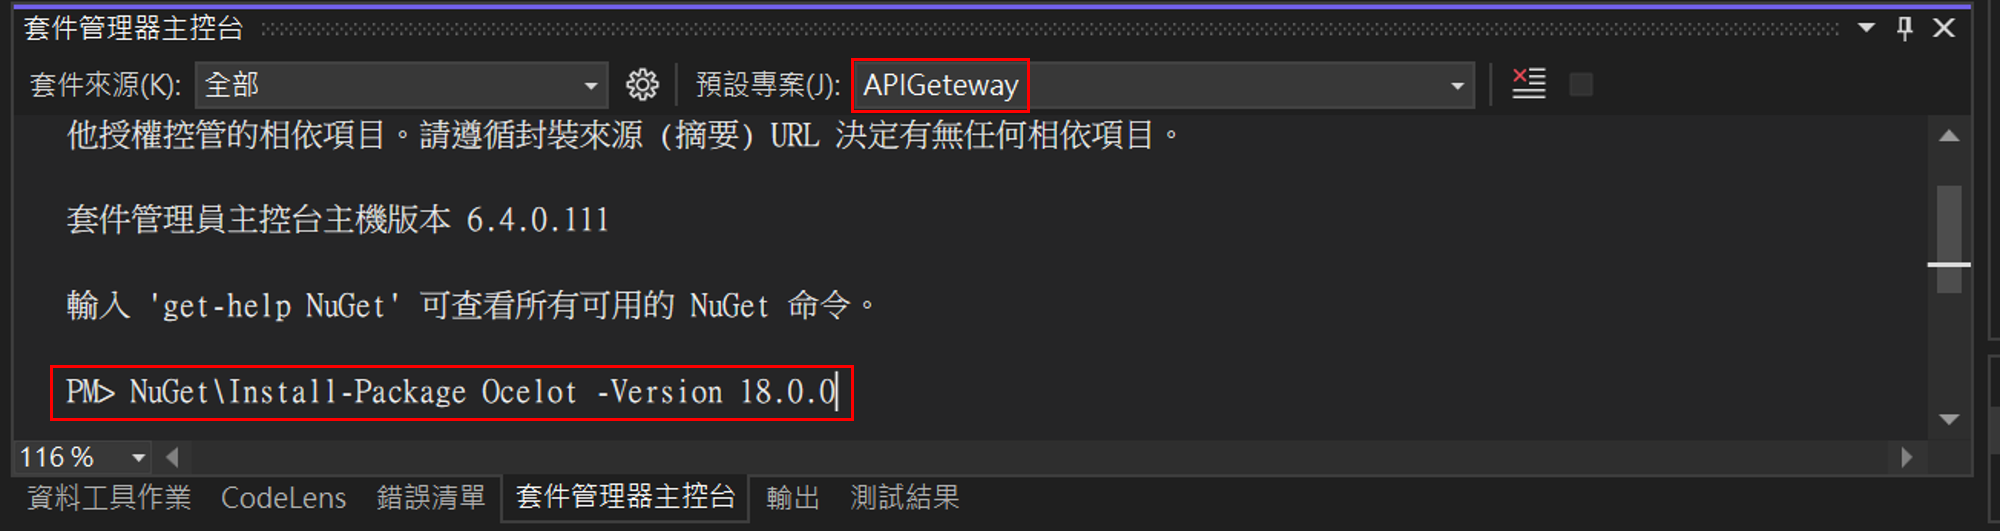 套件管理器主控台
套件來源(K): 全部 預設專案(J): APIGeteway
他授權控管的相依項目。請遵循封裝來源 (摘要) URL 決定有無任何相依項目。
套件管理員主控台主機版本 6.4.0.111
輸入 'get-help NuGet' 可查看所有可用的 NuGet 命令。
PM> NuGet\Install-Package Ocelot -Version 18.0.0
116 %
資料工具作業 CodeLens 錯誤清單 套件管理器主控台 輸出 測試結果